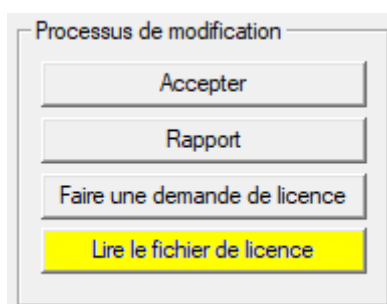 Processus de modification
Accepter
Rapport
Faire une demande de licence
Lire le fichier de licence